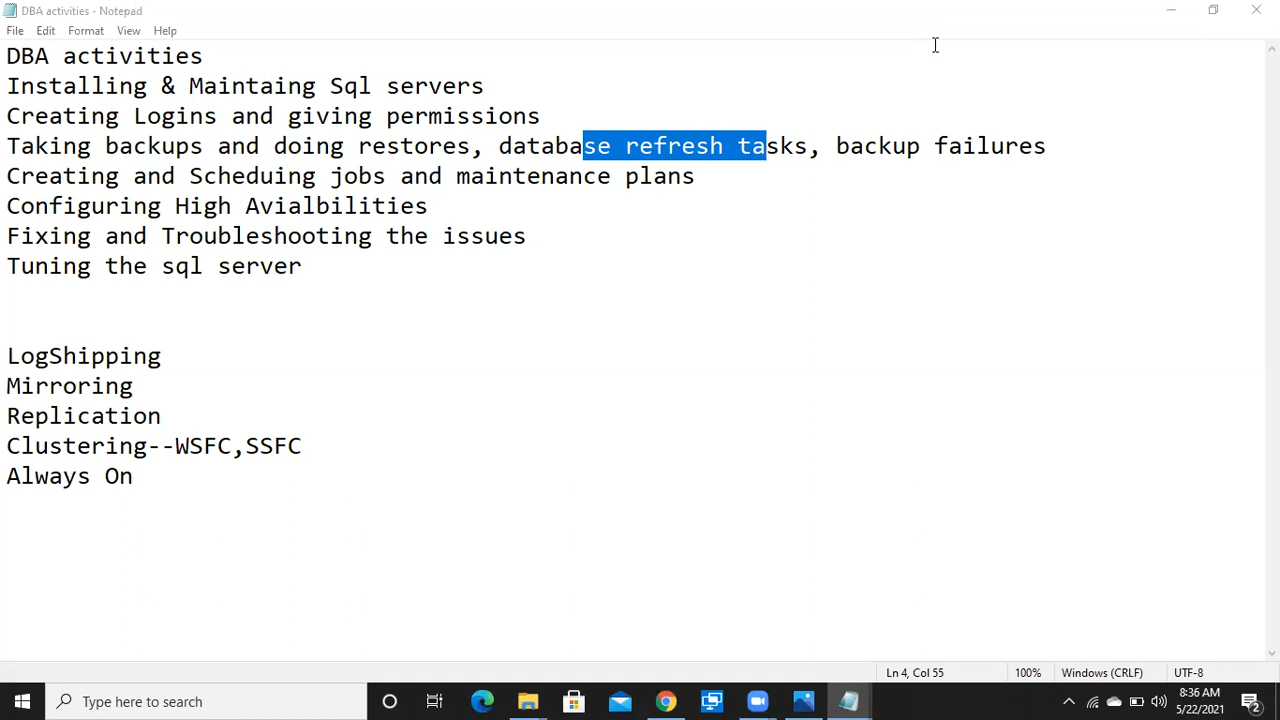 DBA activities - Notepad
File Edit Format View Help
DBA activities
Installing & Maintaing Sql servers
Creating Logins and giving permissions
Taking backups and doing restores, database refresh tasks, backup failures
Creating and Scheduling jobs and maintenance plans
Configuring High Avialbilities
Fixing and Troubleshooting the issues
Tuning the sql server
LogShipping
Mirroring
Replication
Clustering--WSFC,SSFC
Always On
Ln 4, Col 55 100% Windows (CRLF) UTF-8
Type here to search
8:36 AM
5/22/2021
2